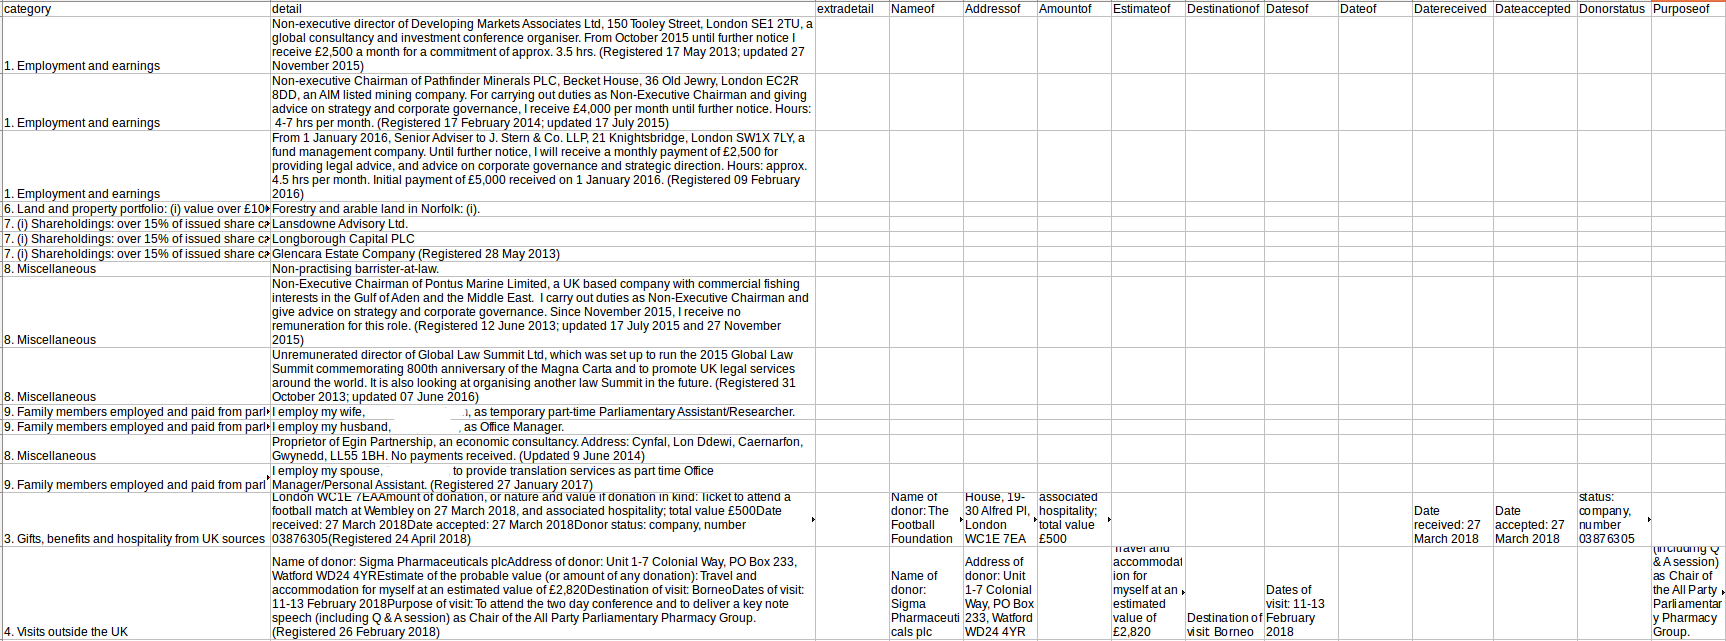 category detail extradetail Nameof Addressof Amountof Estimateof Destinationof Datesof Dateof Datereceived Dateaccepted Donorstatus Purposeof
Non-executive director of Developing Markets Associates Ltd, 150 Tooley Street, London SE1 2TU, a
global consultancy and investment conference organiser. From October 2015 until further notice I
receive £2,500 a month for a commitment of approx. 3.5 hrs. (Registered 17 May 2013; updated 27
1. Employment and earnings November 2015)
Non-executive Chairman of Pathfinder Minerals PLC, Becket House, 36 Old Jewry, London EC2R
8DD, an AIM listed mining company. For carrying out duties as Non-Executive Chairman and giving
advice on strategy and corporate governance, I receive £4,000 per month until further notice. Hours:
1. Employment and earnings 4-7 hrs per month. (Registered 17 February 2014; updated 17 July 2015)
From 1 January 2016, Senior Adviser to J. Stern & Co. LLP, 21 Knightsbridge, London SW1X 7LY, a
fund management company. Until further notice, I will receive a monthly payment of £2,500 for
providing legal advice, and advice on corporate governance and strategic direction. Hours: approx.
4.5 hrs per month. Initial payment of £5,000 received on 1 January 2016. (Registered 09 February
1. Employment and earnings 2016)
6. Land and property portfolio: (i) value over £10 Forestry and arable land in Norfolk: (i).
7. (i) Shareholdings: over 15% of issued share ca Lansdowne Advisory Ltd.
7. (i) Shareholdings: over 15% of issued share ca Longborough Capital PLC
7. (i) Shareholdings: over 15% of issued share ca Glencara Estate Company (Registered 28 May 2013)
8. Miscellaneous Non-practising barrister-at-law.
Non-Executive Chairman of Pontus Marine Limited, a UK based company with commercial fishing
interests in the Gulf of Aden and the Middle East. I carry out duties as Non-Executive Chairman and
give advice on strategy and corporate governance. Since November 2015, I receive no
remuneration for this role. (Registered 12 June 2013; updated 17 July 2015 and 27 November
8. Miscellaneous 2015)
Unremunerated director of Global Law Summit Ltd, which was set up to run the 2015 Global Law
Summit commemorating 800th anniversary of the Magna Carta and to promote UK legal services
around the world. It is also looking at organising another law Summit in the future. (Registered 31
8. Miscellaneous October 2013; updated 07 June 2016)
9. Family members employed and paid from parl I employ my wife, , as temporary part-time Parliamentary Assistant/Researcher.
9. Family members employed and paid from parl I employ my husband, , as Office Manager.
Proprietor of Egin Partnership, an economic consultancy. Address: Cynfal, Lon Ddewi, Caernarfon,
8. Miscellaneous Gwynedd, LL55 1BH. No payments received. (Updated 9 June 2014)
I employ my spouse, to provide translation services as part time Office
9. Family members employed and paid from parl Manager/Personal Assistant. (Registered 27 January 2017)
London WC1E 7EAAmount of donation, or nature and value if donation in kind: Ticket to attend a
football match at Wembley on 27 March 2018, and associated hospitality; total value £500Date
received: 27 March 2018Date accepted: 27 March 2018Donor status: company, number
3. Gifts, benefits and hospitality from UK sources 03876305(Registered 24 April 2018)
Name of
donor: The
Football
Foundation
House, 19-
30 Alfred Pl,
London
WC1E 7EA
associated
hospitality;
total value
£500
Date
received: 27
March 2018
Date
accepted: 27
March 2018
status:
company,
number
03876305
Name of donor: Sigma Pharmaceuticals plcAddress of donor: Unit 1-7 Colonial Way, PO Box 233,
Watford WD24 4YREstimate of the probable value (or amount of any donation): Travel and
accommodation for myself at an estimated value of £2,820Destination of visit: BorneoDates of visit:
11-13 February 2018Purpose of visit: To attend the two day conference and to deliver a key note
speech (including Q & A session) as Chair of the All Party Parliamentary Pharmacy Group.
4. Visits outside the UK (Registered 26 February 2018)
Name of
donor:
Sigma
Pharmaceuti
cals plc
Address of
donor: Unit
1-7 Colonial
Way, PO Box
233, Watford
WD24 4YR
Travel and
accommodat
ion for
myself at an
estimated
value of
£2,820
Destination of
visit: Borneo
Dates of
visit: 11-13
February
2018
(including Q
& A session)
as Chair of
the All Party
Parliamentar
y Pharmacy
Group.